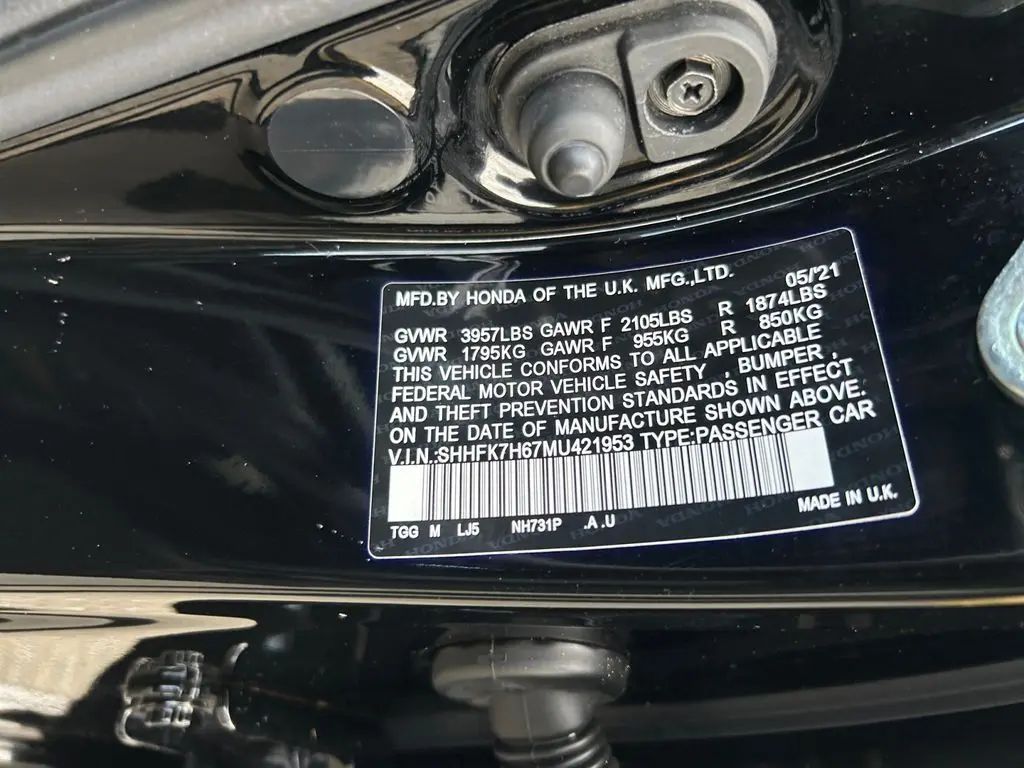 MFD.BY HONDA OF THE U.K. MFG.,LTD. 05/'21
GVWR 3957LBS GAWR F 2105LBS R 1874LBS
GVWR 1795KG GAWR F 955KG R 850KG
THIS VEHICLE CONFORMS TO ALL APPLICABLE
FEDERAL MOTOR VEHICLE SAFETY , BUMPER ,
AND THEFT PREVENTION STANDARDS IN EFFECT
ON THE DATE OF MANUFACTURE SHOWN ABOVE.
V.I.N.:SHHFK7H67MU421953 TYPE:PASSENGER CAR
TGG M LJ5 NH731P .A .U MADE IN U.K.